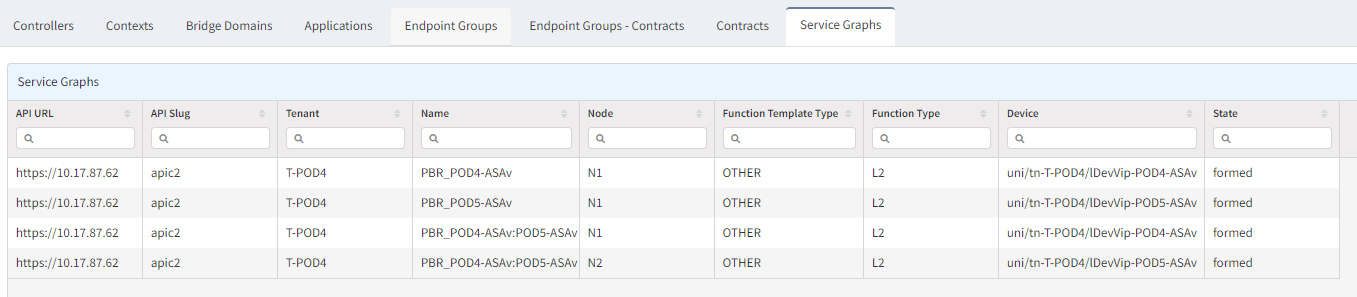 Controllers Contexts Bridge Domains Applications Endpoint Groups Endpoint Groups - Contracts Contracts Service Graphs
Service Graphs
API URL API Slug Tenant Name Node Function Template Type Function Type Device State
https://10.17.87.62 apic2 T-POD4 PBR_POD4-ASAv N1 OTHER L2 uni/tn-T-POD4/lDevVip-POD4-ASAv formed
https://10.17.87.62 apic2 T-POD4 PBR_POD5-ASAv N1 OTHER L2 uni/tn-T-POD4/lDevVip-POD5-ASAv formed
https://10.17.87.62 apic2 T-POD4 PBR_POD4-ASAv:POD5-ASAv N1 OTHER L2 uni/tn-T-POD4/lDevVip-POD4-ASAv formed
https://10.17.87.62 apic2 T-POD4 PBR_POD4-ASAv:POD5-ASAv N2 OTHER L2 uni/tn-T-POD4/lDevVip-POD5-ASAv formed